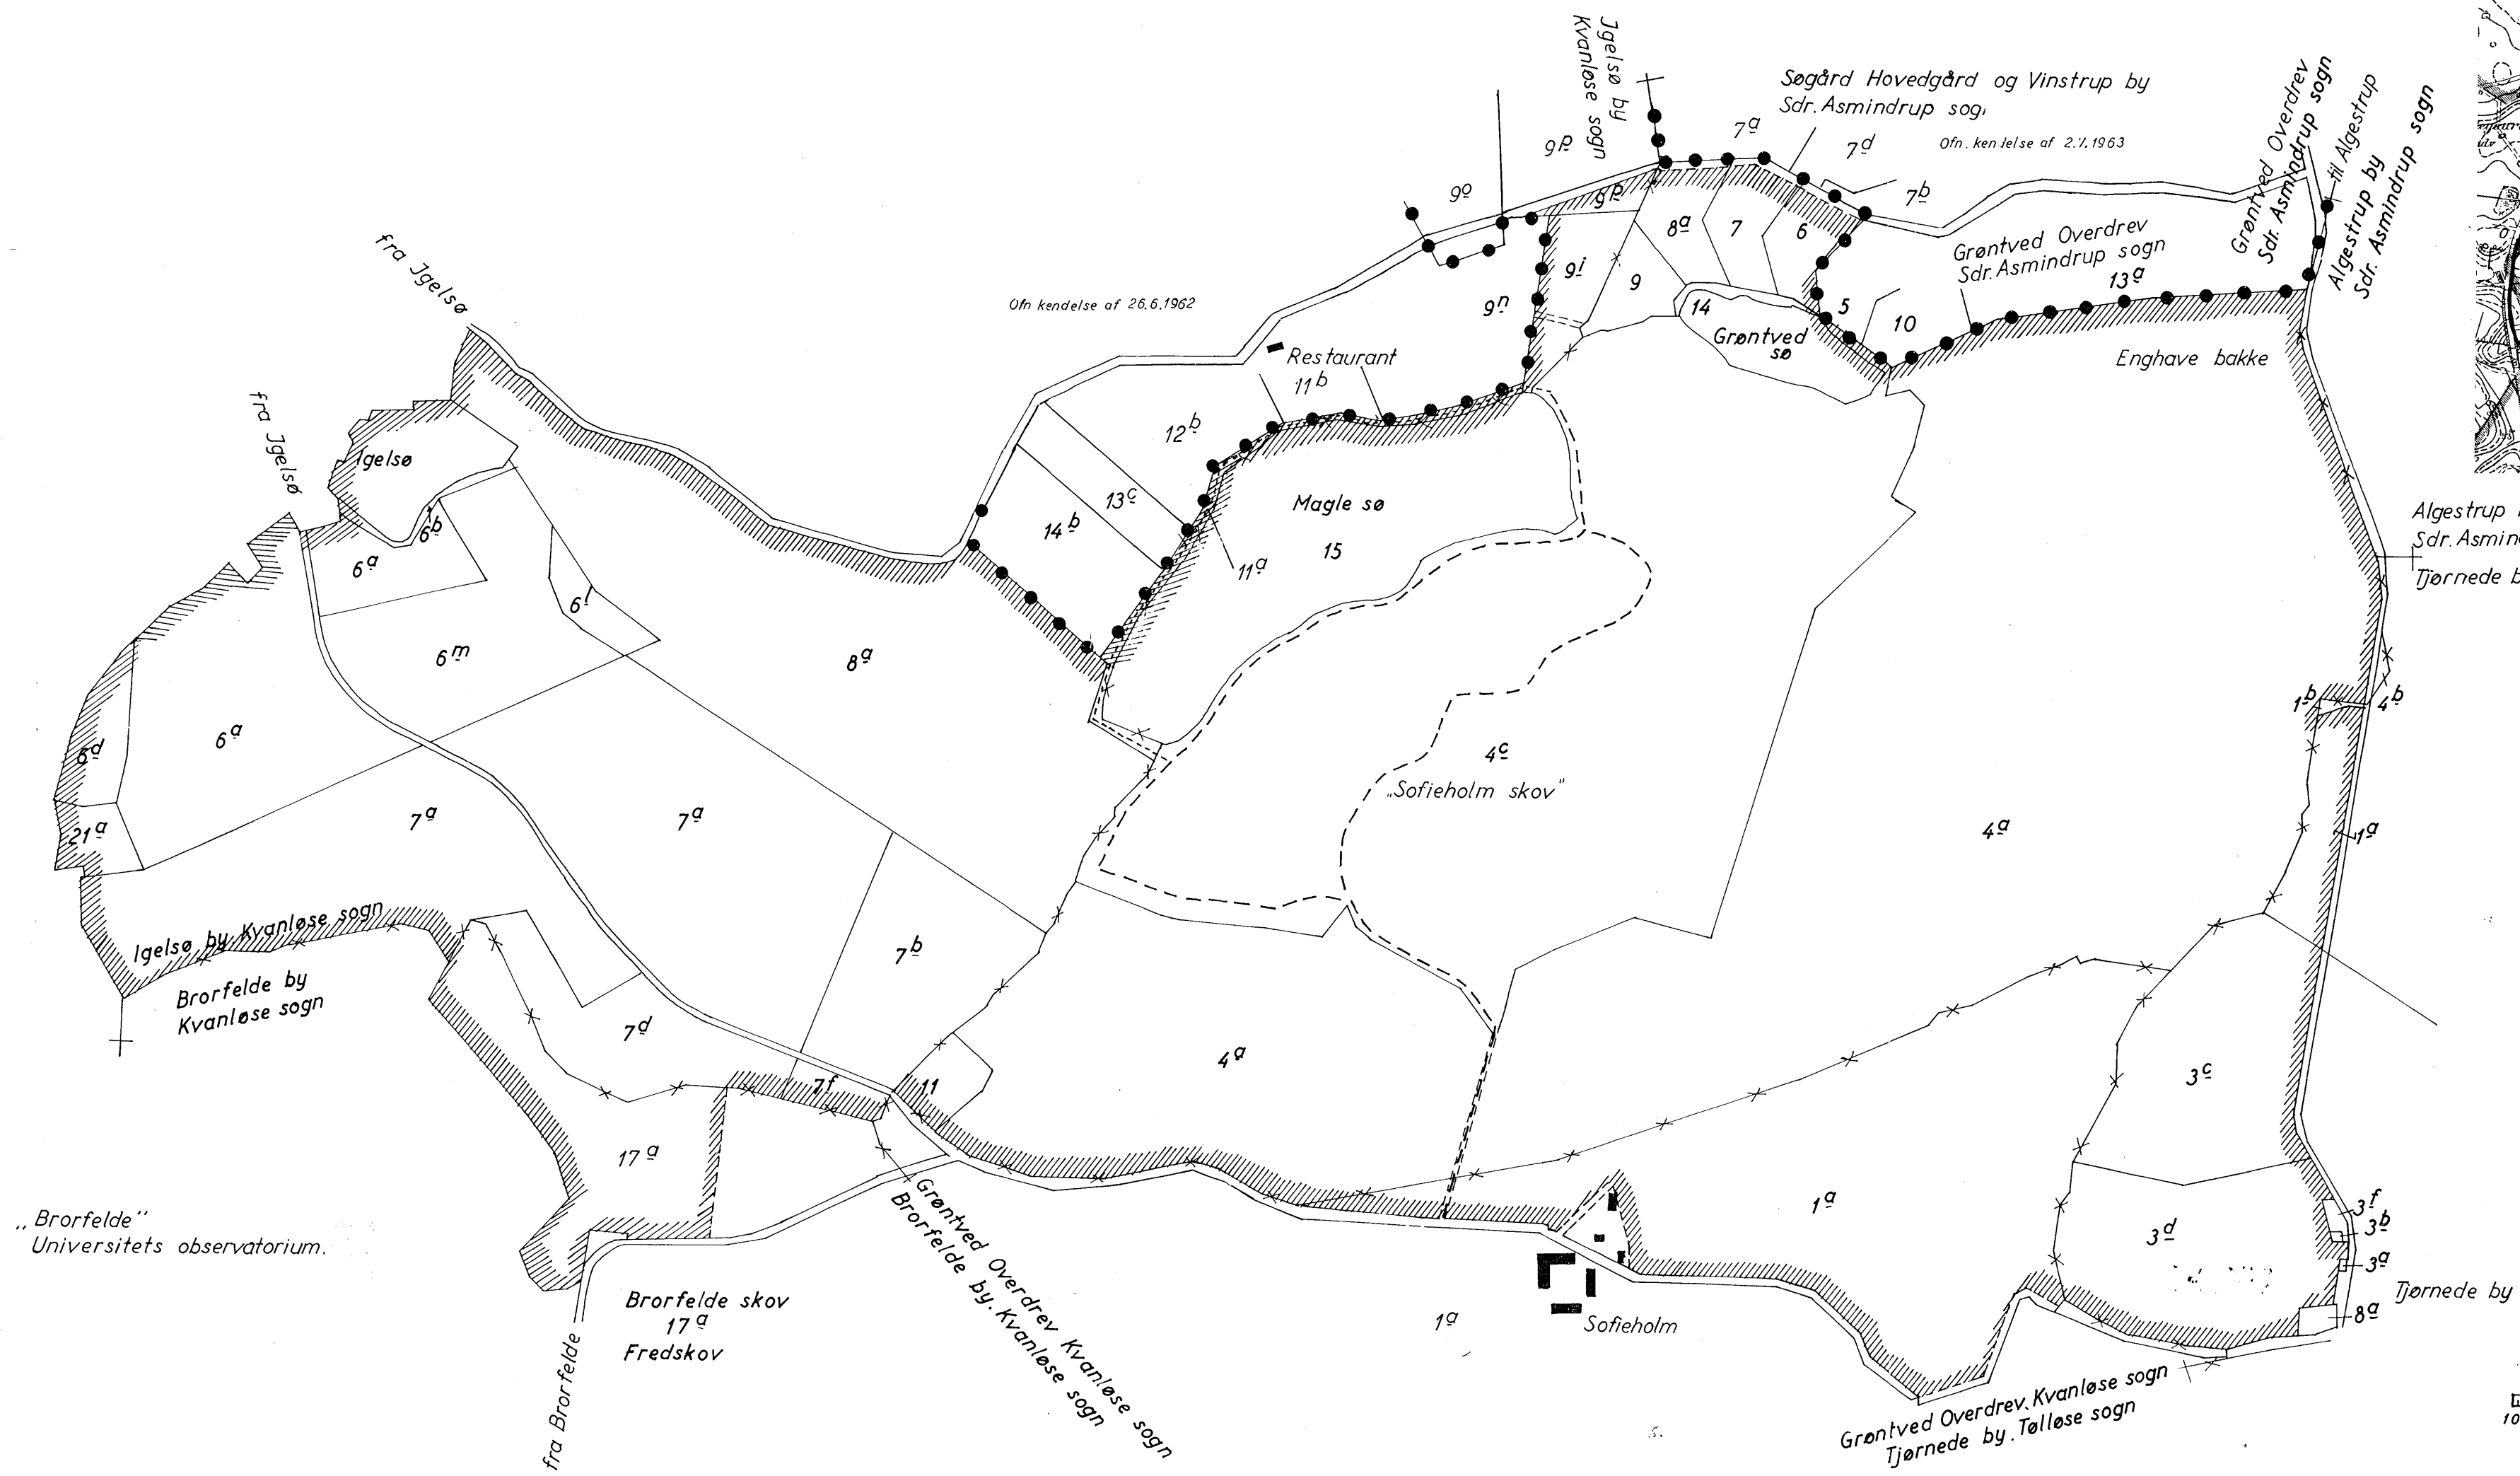 Jgelsø by
Kvanløse sogn
Søgård Hovedgård og Vinstrup by
Sdr. Asmindrup
7a
7d
Ofn. kendelse af 2.7.1963
7b
9p
9o
9p
8a
7
6
Grøntved Overdrev
Sdr. Asmindrup sogn
13a
Grøntved Overdrev
Sdr. Asmindrup sogn
til Algestrup
Algestrup by
Sdr. Asmindrup sogn
fra Jgelsø
Ofn kendelse af 26.6.1962
9n
9i
9
14
5
10
Grøntved
sø
Enghave bakke
Restaurant
11b
12b
fra Jgelsø
Igelsø
6b
6a
13c
14b
Magle sø
15
11a
Algestrup
Sdr. Asmin
Tjørnede b
6l
6m
8a
6d
6a
1b
4b
4c
„Sofieholm skov”
21a
7a
7a
4a
1a
Igelsø by. Kvanløse sogn
Brorfelde by
Kvanløse sogn
7b
7d
4a
3c
7f
11
17a
1a
3f
3b
3d
3a
8a
Tjørnede by
„Brorfelde”
Universitets observatorium.
Brorfelde skov
17a
Fredskov
fra Brorfelde
Grøntved Overdrev Kvanløse sogn
Brorfelde by. Kvanløse sogn
1a
Sofieholm
Grøntved Overdrev. Kvanløse sogn
Tjørnede by. Tølløse sogn
10